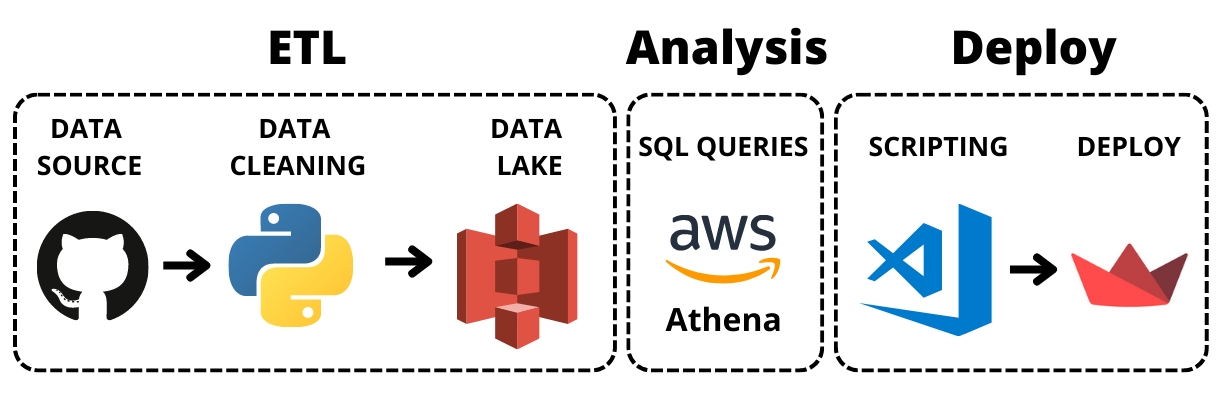 ETL
Analysis
Deploy
DATA
SOURCE
DATA
CLEANING
DATA
LAKE
SQL QUERIES
aws
Athena
SCRIPTING
DEPLOY